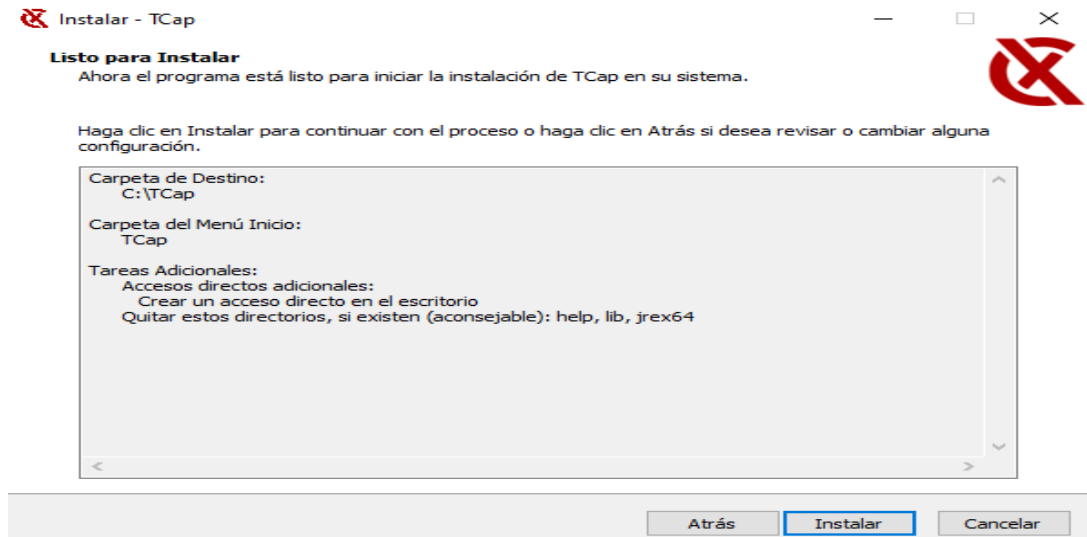 Instalar - TCap
Listo para Instalar
Ahora el programa está listo para iniciar la instalación de TCap en su sistema.
Haga clic en Instalar para continuar con el proceso o haga clic en Atrás si desea revisar o cambiar alguna
configuración.
Carpeta de Destino:
C:\TCap
Carpeta del Menú Inicio:
TCap
Tareas Adicionales:
Accesos directos adicionales:
Crear un acceso directo en el escritorio
Quitar estos directorios, si existen (aconsejable): help, lib, jrex64
Atrás
Instalar
Cancelar